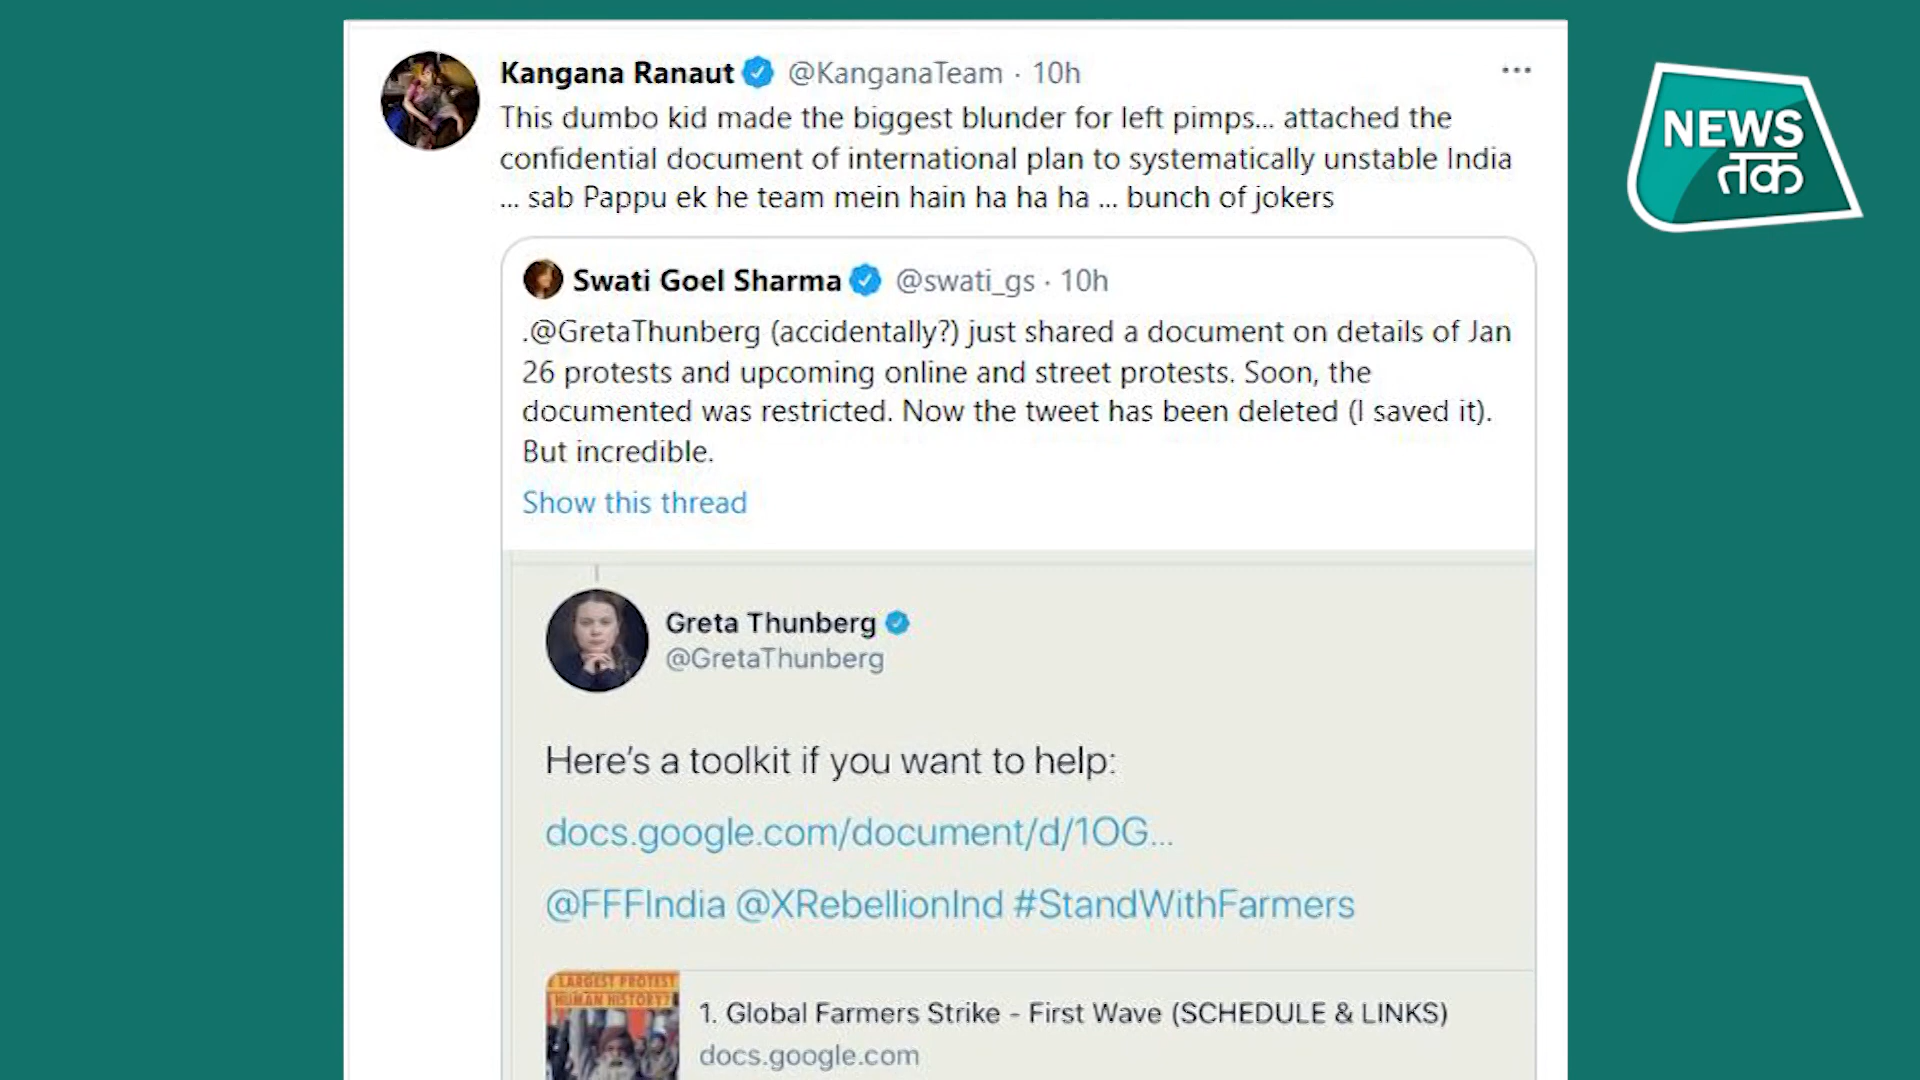 Kangana Ranaut @KanganaTeam · 10h
This dumbo kid made the biggest blunder for left pimps... attached the
confidential document of international plan to systematically unstable India
... sab Pappu ek he team mein hain ha ha ha ... bunch of jokers
NEWS
तक
Swati Goel Sharma @swati_gs · 10h
.@GretaThunberg (accidentally?) just shared a document on details of Jan
26 protests and upcoming online and street protests. Soon, the
documented was restricted. Now the tweet has been deleted (I saved it).
But incredible.
Show this thread
Greta Thunberg
@GretaThunberg
Here's a toolkit if you want to help:
docs.google.com/document/d/1OG...
@FFFIndia @XRebellionInd #StandWithFarmers
LARGEST PROTEST
HUMAN HISTORY?
1. Global Farmers Strike - First Wave (SCHEDULE & LINKS)
docs.google.com